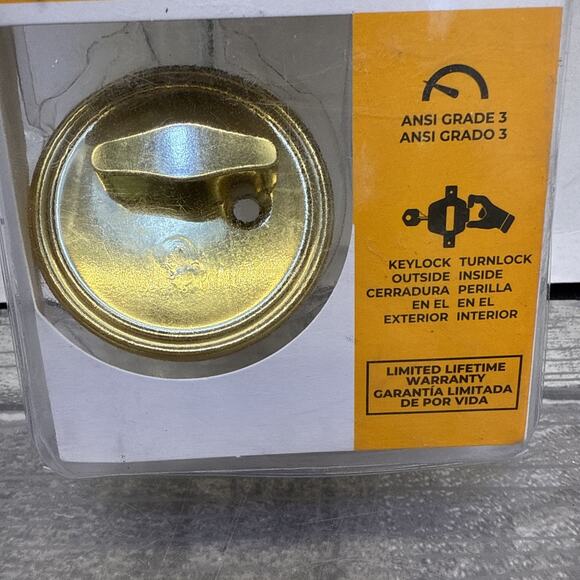 ANSI GRADE 3
ANSI GRADO 3
KEYLOCK TURNLOCK
OUTSIDE INSIDE
CERRADURA PERILLA
EN EL EN EL
EXTERIOR INTERIOR
LIMITED LIFETIME
WARRANTY
GARANTÍA LIMITADA
DE POR VIDA